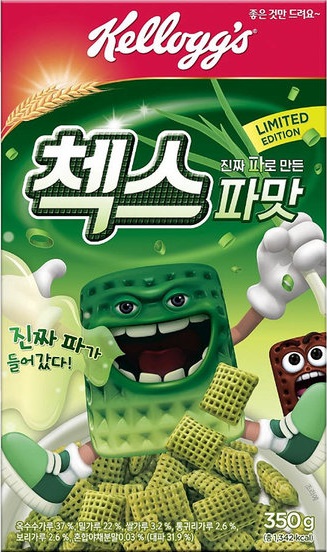 좋은 것만 드려요~
Kellogg's
LIMITED
EDITION
첵스
진짜 파로 만든
파맛
진짜 파가
들어갔다!
옥수수가루 37 %, 밀가루 22 %, 쌀가루 3.2 %, 통귀리가루 2.6 %,
보리가루 2.6 %, 혼합야채분말0.03 % (대파 31.9 %)
350g
(총 1342 kcal)